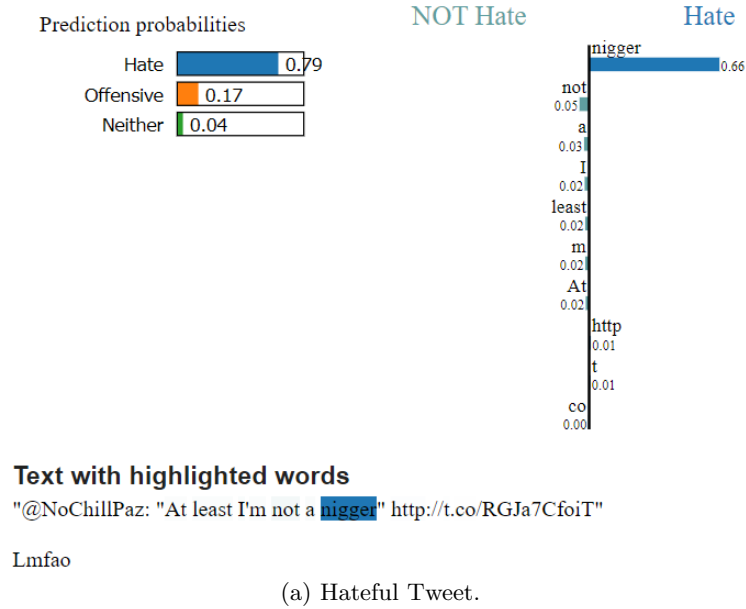 Prediction probabilities
Hate 0.79
Offensive 0.17
Neither 0.04
NOT Hate Hate
nigger
0.66
not
0.05
a
0.03
I
0.02
least
0.02
m
0.02
At
0.02
http
0.01
t
0.01
co
0.00
Text with highlighted words
"@NoChillPaz: "At least I'm not a nigger" http://t.co/RGJa7CfoiT"
Lmfao
(a) Hateful Tweet.